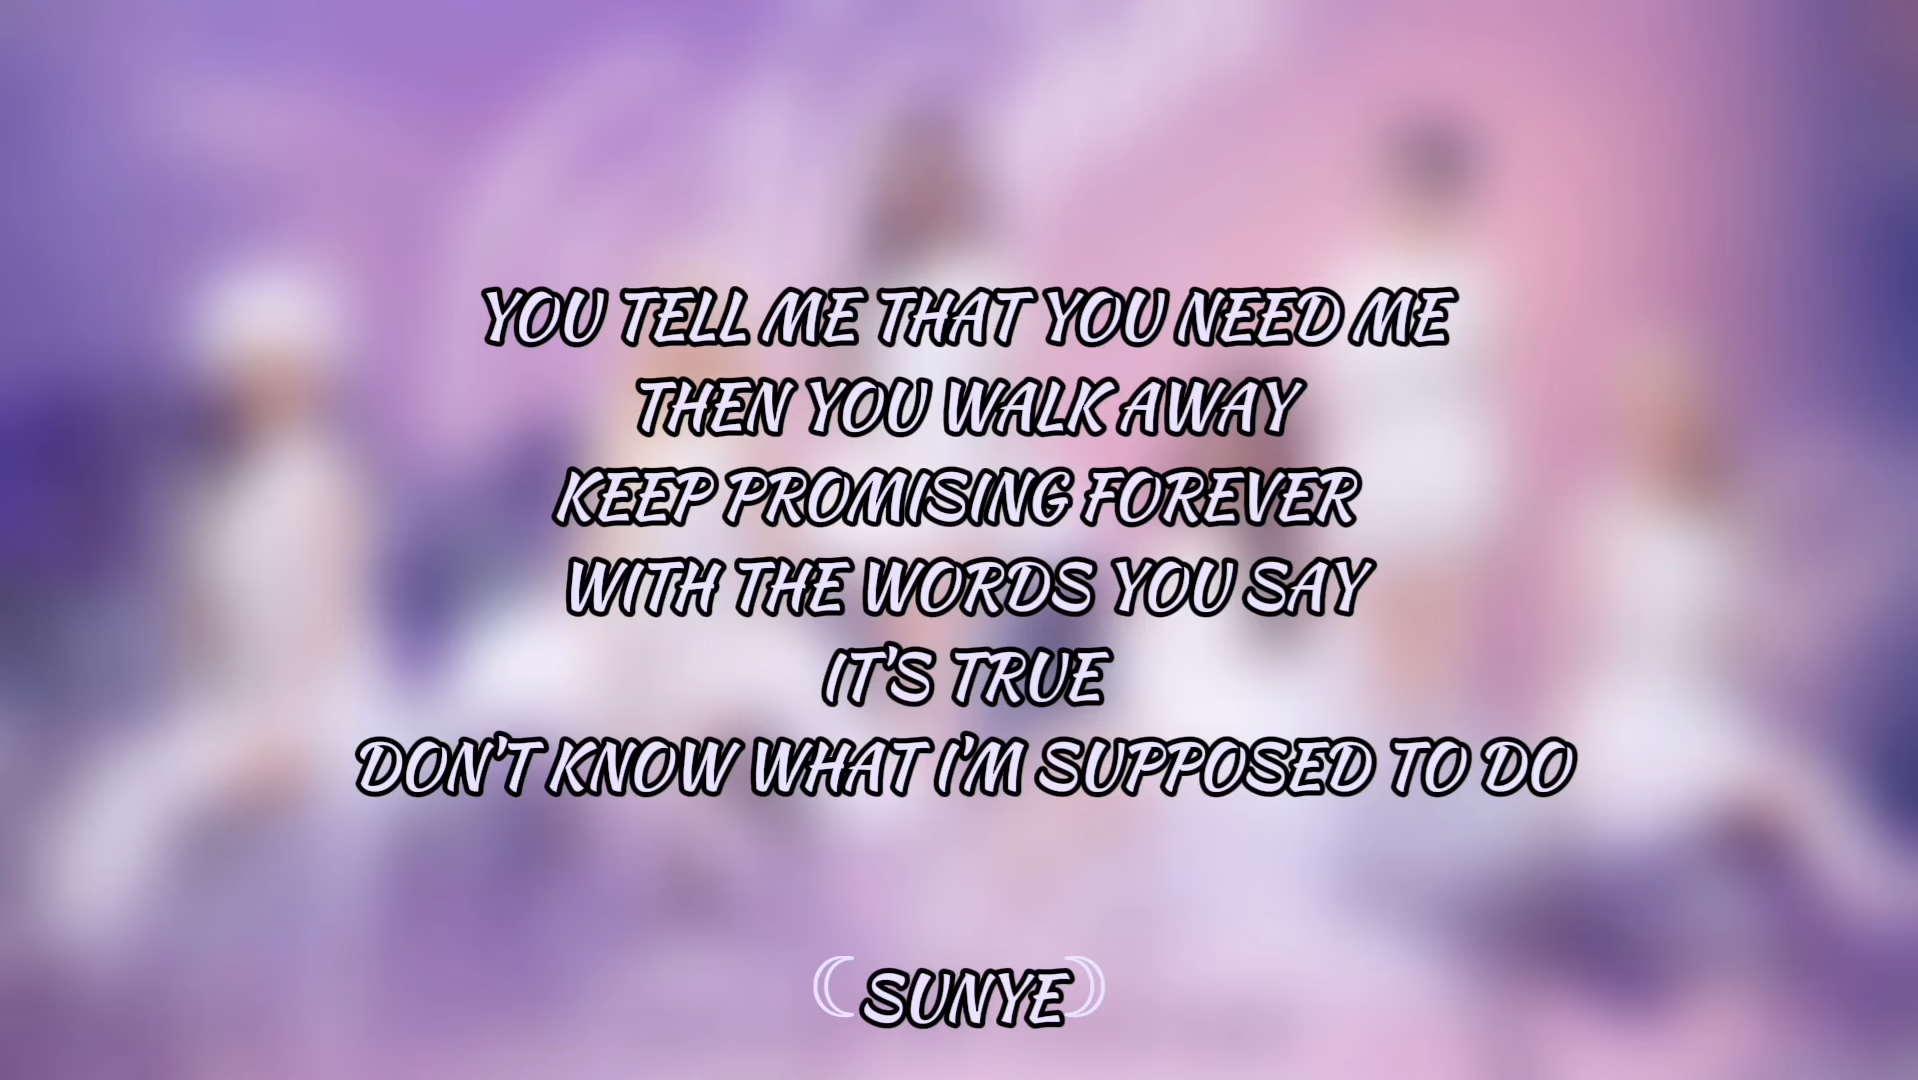 YOU TELL ME THAT YOU NEED ME
THEN YOU WALK AWAY
KEEP PROMISING FOREVER
WITH THE WORDS YOU SAY
IT'S TRUE
DON'T KNOW WHAT I'M SUPPOSED TO DO
☾SUNYE☽